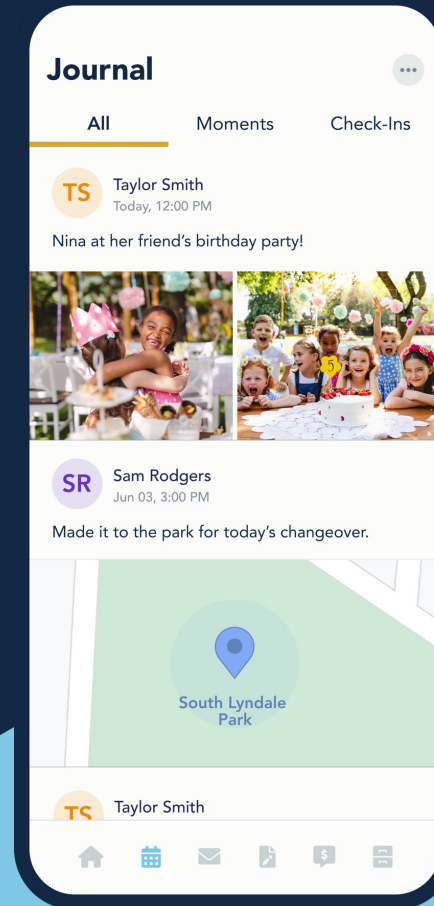 Journal
All Moments Check-Ins
TS Taylor Smith
Today, 12:00 PM
Nina at her friend's birthday party!
5
SR Sam Rodgers
Jun 03, 3:00 PM
Made it to the park for today's changeover.
South Lyndale
Park
TS Taylor Smith
$